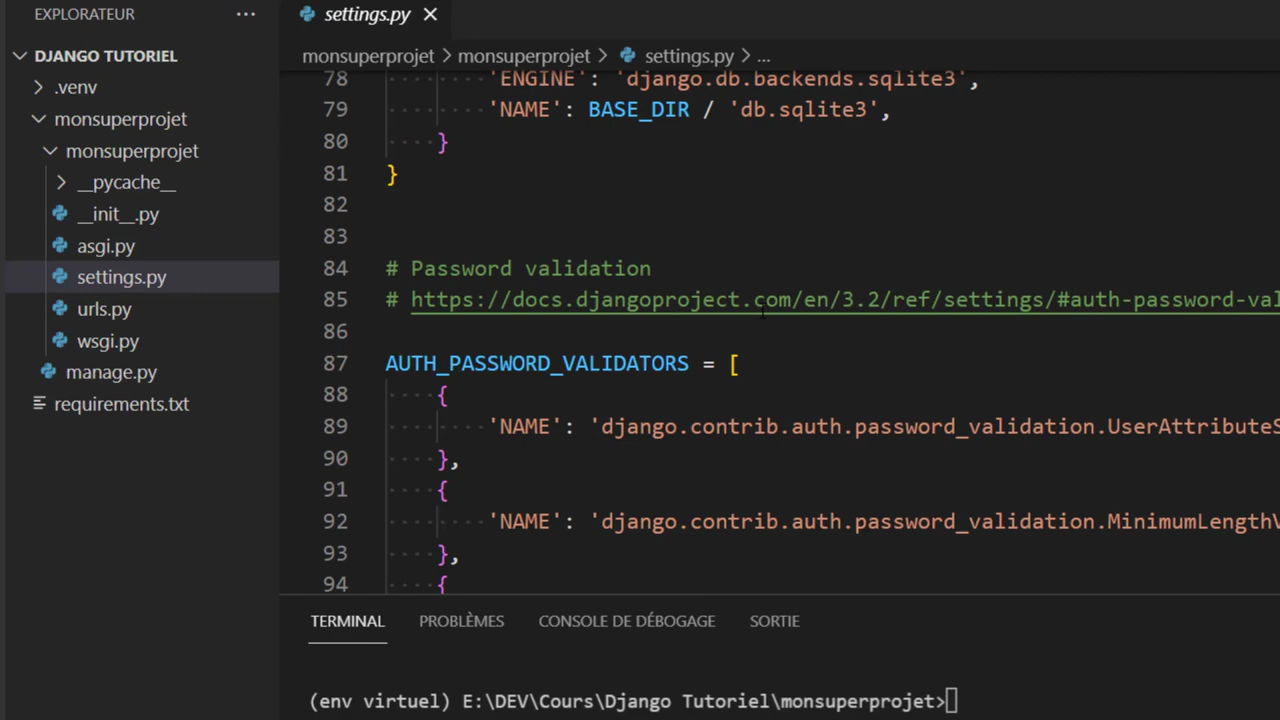 EXPLORATEUR
DJANGO TUTORIEL
.venv
monsuperprojet
monsuperprojet
__pycache__
__init__.py
asgi.py
settings.py
urls.py
wsgi.py
manage.py
requirements.txt
settings.py
monsuperprojet > monsuperprojet > settings.py > ...
78 'ENGINE': 'django.db.backends.sqlite3',
79 'NAME': BASE_DIR / 'db.sqlite3',
80 }
81 }
82
83
84 # Password validation
85 # https://docs.djangoproject.com/en/3.2/ref/settings/#auth-password-val
86
87 AUTH_PASSWORD_VALIDATORS = [
88 {
89 'NAME': 'django.contrib.auth.password_validation.UserAttributeS
90 },
91 {
92 'NAME': 'django.contrib.auth.password_validation.MinimumLengthV
93 },
94 {
TERMINAL PROBLÈMES CONSOLE DE DÉBOGAGE SORTIE
(env virtuel) E:\DEV\Cours\Django Tutoriel\monsuperprojet>